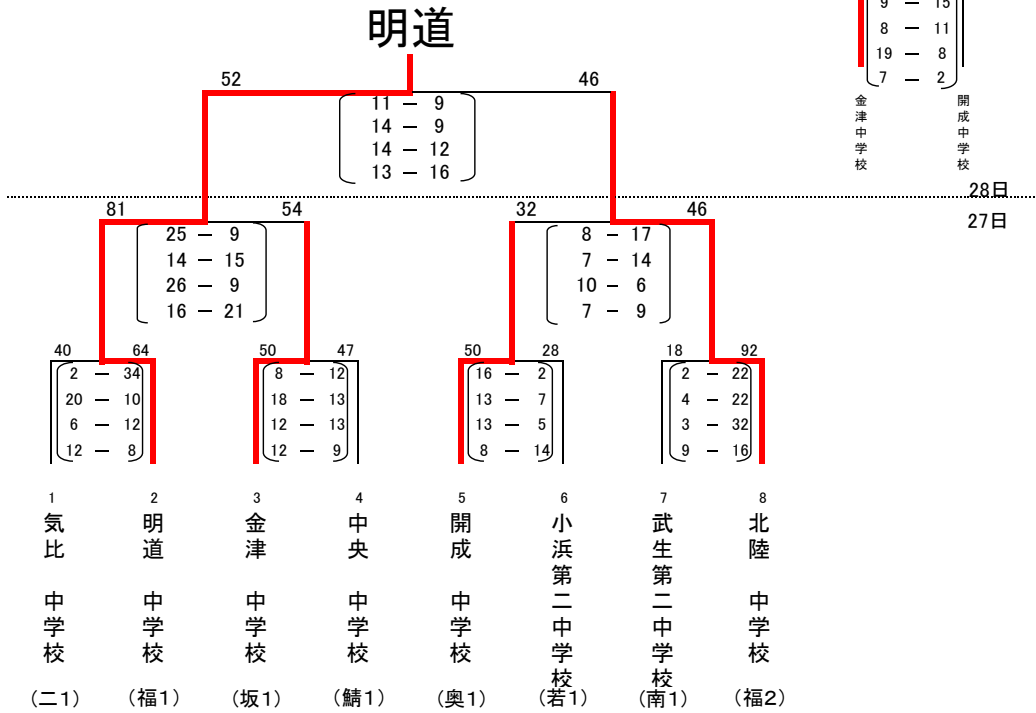 明道
9 － 15
8 － 11
19 － 8
7 － 2
金津中学校
開成中学校
52 46
11 － 9
14 － 9
14 － 12
13 － 16
28日
27日
81 54
25 － 9
14 － 15
26 － 9
16 － 21
32 46
8 － 17
7 － 14
10 － 6
7 － 9
40 64
2 － 34
20 － 10
6 － 12
12 － 8
50 47
8 － 12
18 － 13
12 － 13
12 － 9
50 28
16 － 2
13 － 7
13 － 5
8 － 14
18 92
2 － 22
4 － 22
3 － 32
9 － 16
1 2 3 4 5 6 7 8
気比 中学校
明道 中学校
金津 中学校
中央 中学校
開成 中学校
小浜第二中学校
武生第二中学校
北陸 中学校
（二1） （福1） （坂1） （鯖1） （奥1） （若1） （南1） （福2）